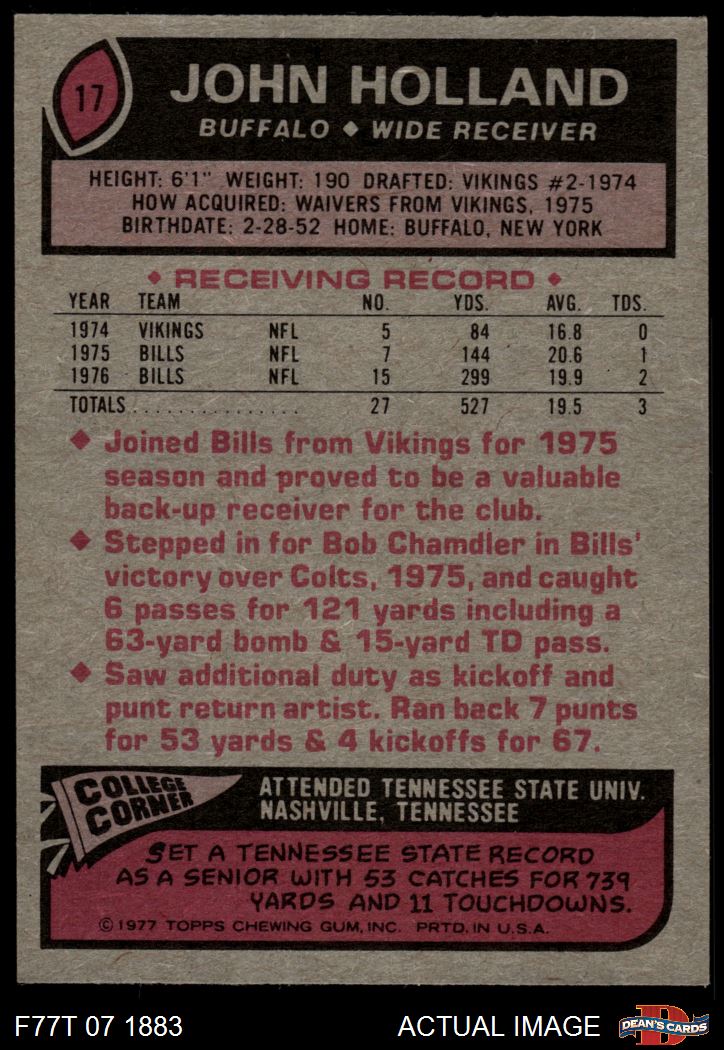 17
JOHN HOLLAND
BUFFALO ♦ WIDE RECEIVER
HEIGHT: 6'1" WEIGHT: 190 DRAFTED: VIKINGS #2-1974
HOW ACQUIRED: WAIVERS FROM VIKINGS, 1975
BIRTHDATE: 2-28-52 HOME: BUFFALO, NEW YORK
♦ RECEIVING RECORD ♦
YEAR TEAM NO. YDS. AVG. TDS.
1974 VIKINGS NFL 5 84 16.8 0
1975 BILLS NFL 7 144 20.6 1
1976 BILLS NFL 15 299 19.9 2
TOTALS............... 27 527 19.5 3
♦ Joined Bills from Vikings for 1975
season and proved to be a valuable
back-up receiver for the club.
♦ Stepped in for Bob Chamdler in Bills'
victory over Colts, 1975, and caught
6 passes for 121 yards including a
63-yard bomb & 15-yard TD pass.
♦ Saw additional duty as kickoff and
punt return artist. Ran back 7 punts
for 53 yards & 4 kickoffs for 67.
COLLEGE
CORNER
ATTENDED TENNESSEE STATE UNIV.
NASHVILLE, TENNESSEE
SET A TENNESSEE STATE RECORD
AS A SENIOR WITH 53 CATCHES FOR 739
YARDS AND 11 TOUCHDOWNS.
©1977 TOPPS CHEWING GUM, INC. PRTD. IN U.S.A.
F77T 07 1883
ACTUAL IMAGE
D
DEAN'S CARDS